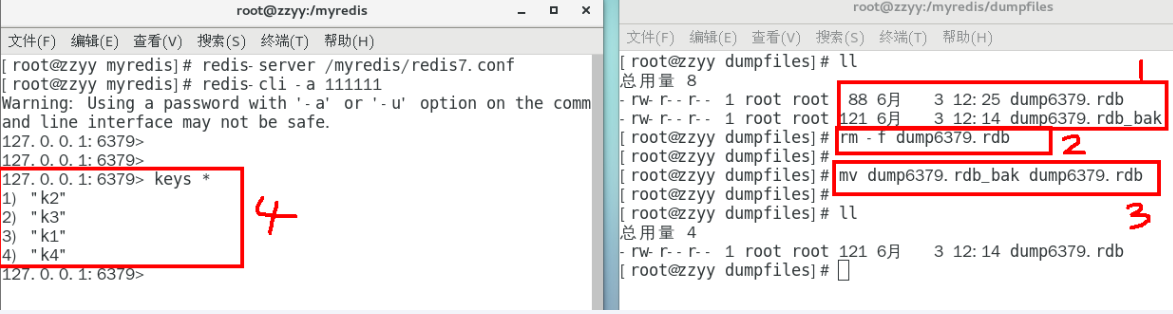 root@zzyy:/myredis
文件(F) 编辑(E) 查看(V) 搜索(S) 终端(T) 帮助(H)
[root@zzyy myredis]# redis-server /myredis/redis7.conf
[root@zzyy myredis]# redis-cli -a 111111
Warning: Using a password with '-a' or '-u' option on the comm
and line interface may not be safe.
127.0.0.1:6379>
127.0.0.1:6379>
127.0.0.1:6379> keys *
1) "k2"
2) "k3"
3) "k1"
4) "k4"
127.0.0.1:6379>
4
root@zzyy:/myredis/dumpfiles
文件(F) 编辑(E) 查看(V) 搜索(S) 终端(T) 帮助(H)
[root@zzyy dumpfiles]# ll
总用量 8
-rw-r--r-- 1 root root 88 6月 3 12:25 dump6379.rdb
-rw-r--r-- 1 root root 121 6月 3 12:14 dump6379.rdb_bak
1
[root@zzyy dumpfiles]# rm -f dump6379.rdb
2
[root@zzyy dumpfiles]#
[root@zzyy dumpfiles]# mv dump6379.rdb_bak dump6379.rdb
3
[root@zzyy dumpfiles]#
[root@zzyy dumpfiles]# ll
总用量 4
-rw-r--r-- 1 root root 121 6月 3 12:14 dump6379.rdb
[root@zzyy dumpfiles]#